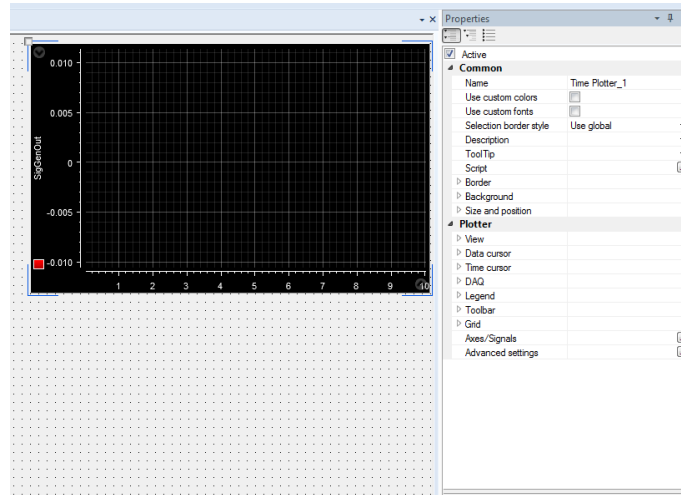 Properties
Active
Common
Name Time Plotter_1
Use custom colors
Use custom fonts
Selection border style Use global
Description
ToolTip
Script
Border
Background
Size and position
Plotter
View
Data cursor
Time cursor
DAQ
Legend
Toolbar
Grid
Axes/Signals
Advanced settings
SigGenOut
0.010
0.005
0
-0.005
-0.010
1 2 3 4 5 6 7 8 9 10